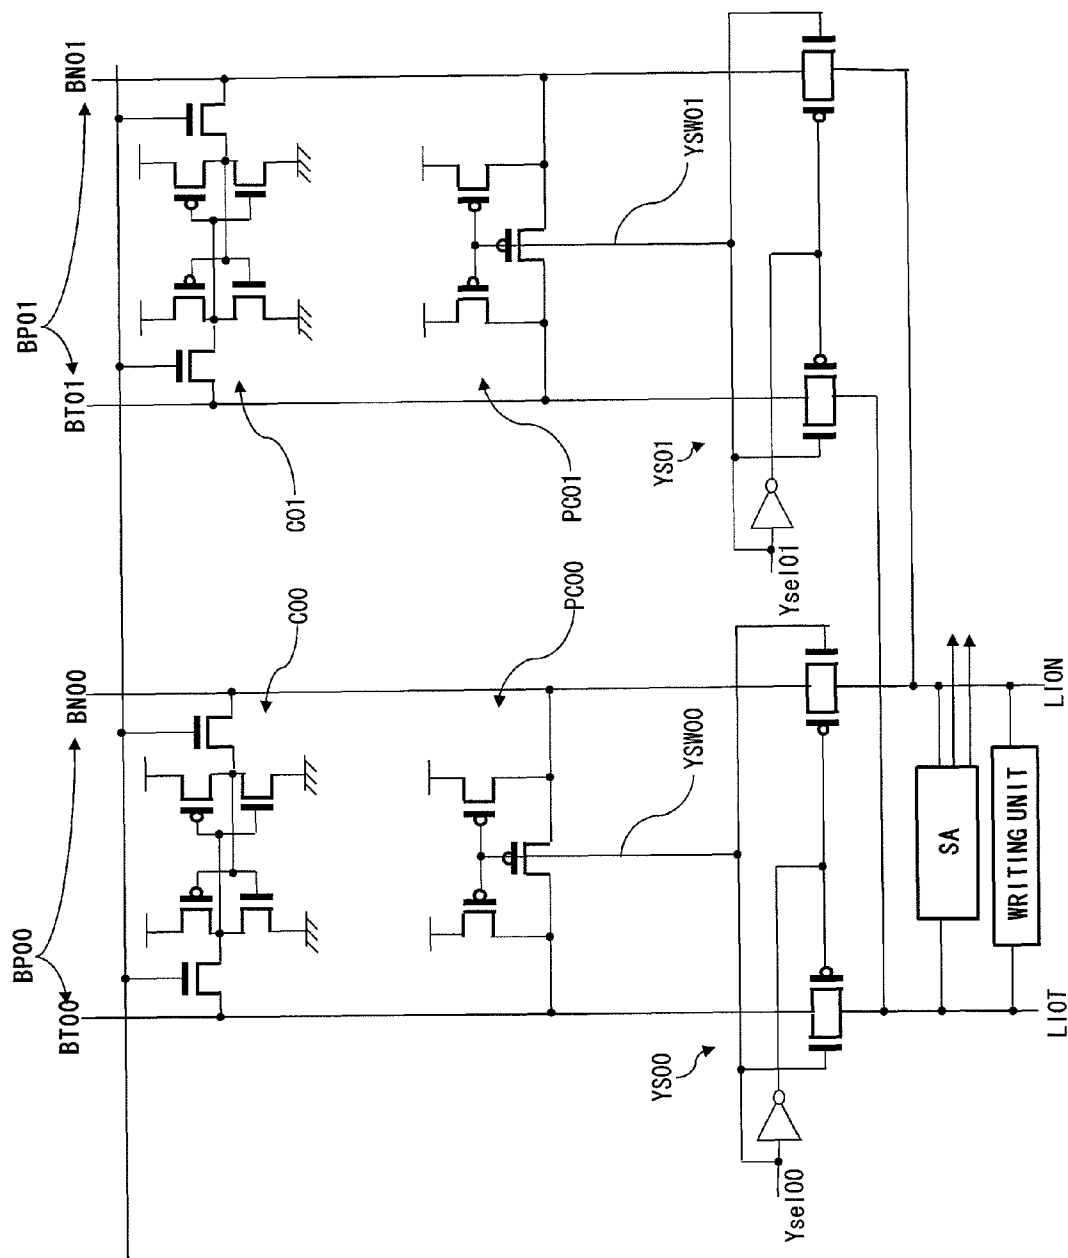 BP00
BT00
BN00
BP01
BT01
BN01
C00
C01
PC00
PC01
YSW00
YSW01
YS00
YS01
Ysel00
Ysel01
SA
WRITING UNIT
LIOT
LION